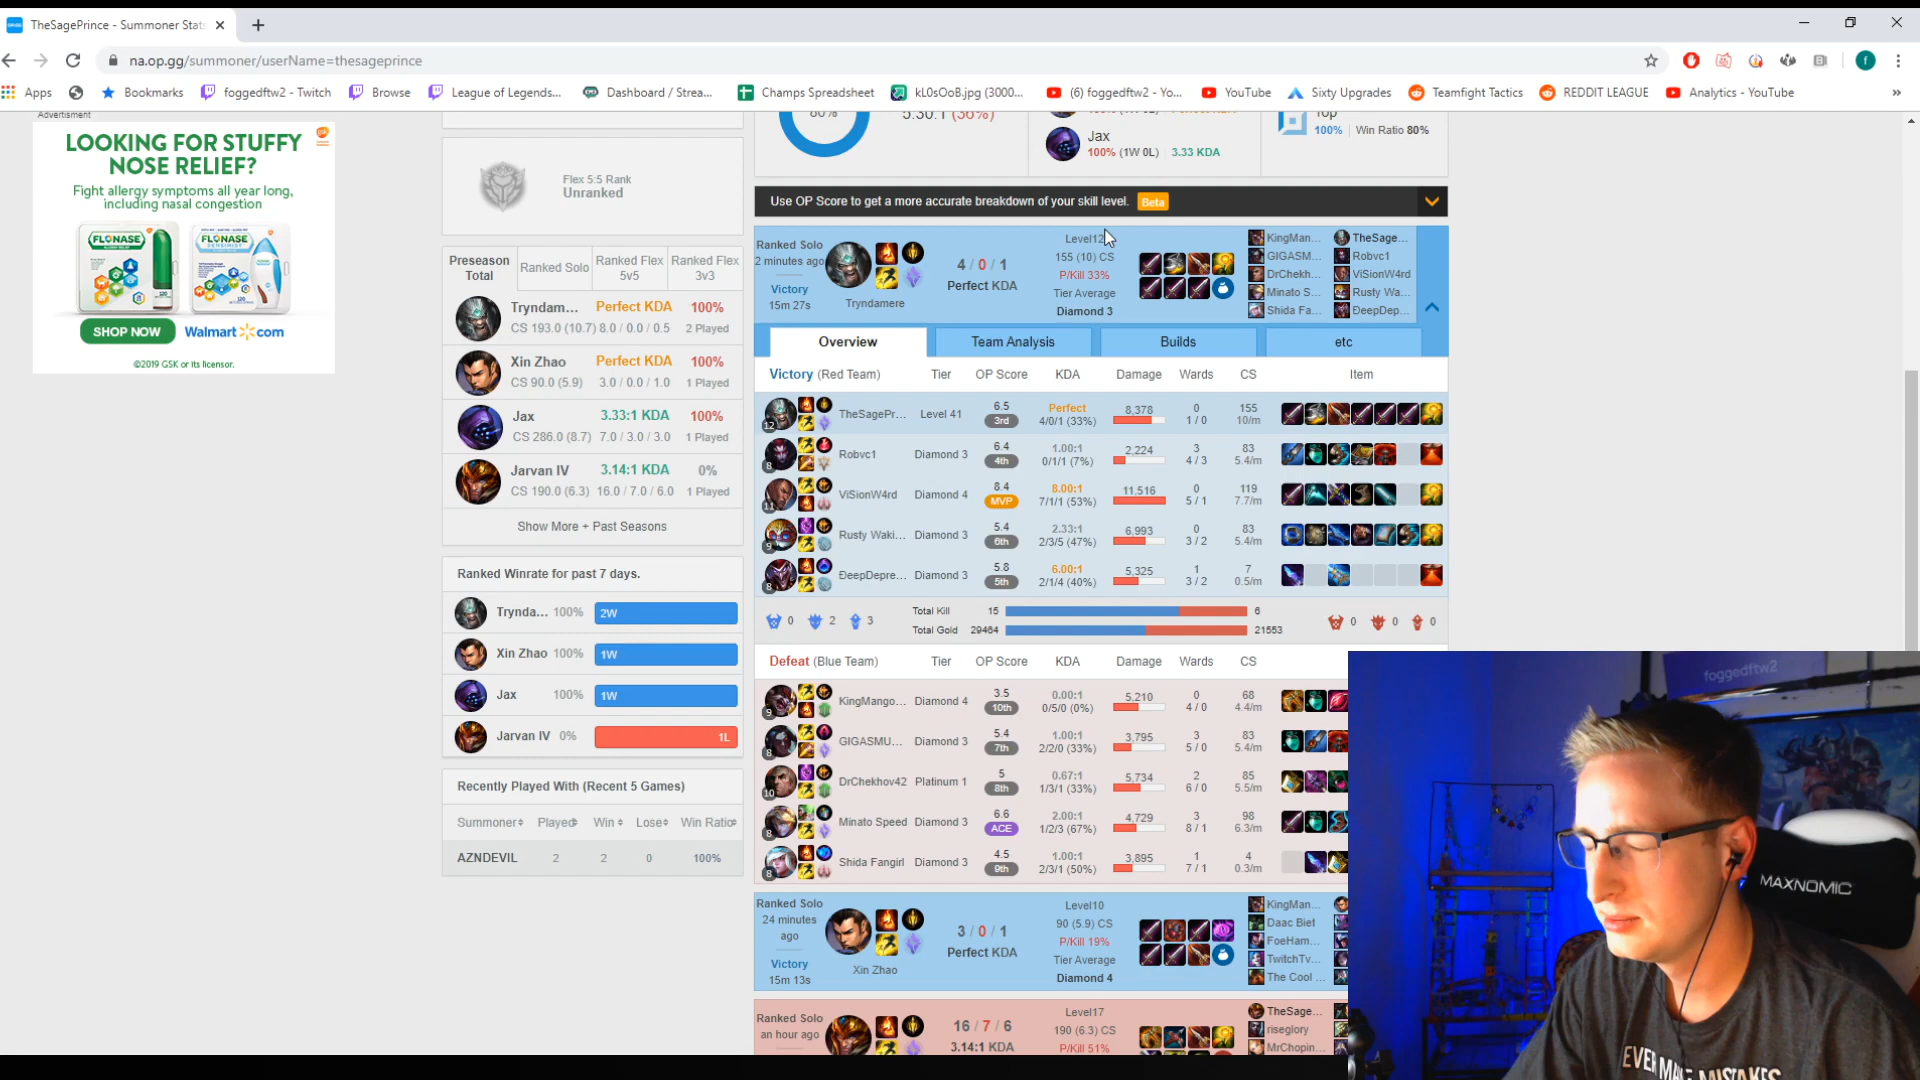 TheSagePrince - Summoner Stats
na.op.gg/summoner/userName=thesageprince
Apps
Bookmarks
foggedftw2 - Twitch
Browse
League of Legends...
Dashboard / Strea...
Champs Spreadsheet
kL0sOoB.jpg (3000...
(6) foggedftw2 - Yo...
YouTube
Sixty Upgrades
Teamfight Tactics
REDDIT LEAGUE
Analytics - YouTube
Advertisement
LOOKING FOR STUFFY
NOSE RELIEF?
Fight allergy symptoms all year long,
including nasal congestion
FLONASE
FLONASE
SHOP NOW
Walmart.com
©2019 GSK or its licensor.
Flex 5:5 Rank
Unranked
80%
5.30:1 (36%)
Jax
100% (1W 0L) 3.33 KDA
Top
100% Win Ratio 80%
Use OP Score to get a more accurate breakdown of your skill level. Beta
Preseason Total
Ranked Solo
Ranked Flex 5v5
Ranked Flex 3v3
Tryndam... Perfect KDA 100%
CS 193.0 (10.7) 8.0 / 0.0 / 0.5 2 Played
Xin Zhao Perfect KDA 100%
CS 90.0 (5.9) 3.0 / 0.0 / 1.0 1 Played
Jax 3.33:1 KDA 100%
CS 286.0 (8.7) 7.0 / 3.0 / 3.0 1 Played
Jarvan IV 3.14:1 KDA 0%
CS 190.0 (6.3) 16.0 / 7.0 / 6.0 1 Played
Show More + Past Seasons
Ranked Winrate for past 7 days.
Trynda... 100% 2W
Xin Zhao 100% 1W
Jax 100% 1W
Jarvan IV 0% 1L
Recently Played With (Recent 5 Games)
Summoner Played Win Lose Win Ratio
AZNDEVIL 2 2 0 100%
Ranked Solo
2 minutes ago
Victory
15m 27s
Tryndamere
4 / 0 / 1
Perfect KDA
Level12
155 (10) CS
P/Kill 33%
Tier Average
Diamond 3
KingMan... TheSage...
GIGASM... Robvc1
DrChekh... ViSionW4rd
Minato S... Rusty Wa...
Shida Fa... ĐeepDep...
Overview
Team Analysis
Builds
etc
Victory (Red Team) Tier OP Score KDA Damage Wards CS Item
12 TheSagePr... Level 41 6.5 3rd Perfect 4/0/1 (33%) 8,378 0 1 / 0 155 10/m
8 Robvc1 Diamond 3 6.4 4th 1.00:1 0/1/1 (7%) 2,224 3 4 / 3 83 5.4/m
11 ViSionW4rd Diamond 4 8.4 MVP 8.00:1 7/1/1 (53%) 11,516 0 5 / 1 119 7.7/m
9 Rusty Waki... Diamond 3 5.4 6th 2.33:1 2/3/5 (47%) 6,993 0 3 / 2 83 5.4/m
8 ĐeepDepre... Diamond 3 5.8 5th 6.00:1 2/1/4 (40%) 5,325 1 3 / 2 7 0.5/m
0 2 3
Total Kill 15 6
Total Gold 29464 21553
0 0 0
Defeat (Blue Team) Tier OP Score KDA Damage Wards CS
9 KingMango... Diamond 4 3.5 10th 0.00:1 0/5/0 (0%) 5,210 0 4 / 0 68 4.4/m
8 GIGASMU... Diamond 3 5.4 7th 1.00:1 2/2/0 (33%) 3,795 3 5 / 0 83 5.4/m
10 DrChekhov42 Platinum 1 5 8th 0.67:1 1/3/1 (33%) 5,734 2 6 / 0 85 5.5/m
8 Minato Speed Diamond 3 6.6 ACE 2.00:1 1/2/3 (67%) 4,729 3 8 / 1 98 6.3/m
8 Shida Fangirl Diamond 3 4.5 9th 1.00:1 2/3/1 (50%) 3,895 1 7 / 1 4 0.3/m
Ranked Solo
24 minutes
ago
Victory
15m 13s
Xin Zhao
3 / 0 / 1
Perfect KDA
Level10
90 (5.9) CS
P/Kill 19%
Tier Average
Diamond 4
KingMan...
Daac Bief
FoeHam...
TwitchTv...
The Cool ...
Ranked Solo
an hour ago
16 / 7 / 6
3.14:1 KDA
Level17
190 (6.3) CS
P/Kill 51%
TheSage...
riseglory
MrChopin...
foggedftw2
MAXNOMIC
EVER MA
MISTAKES